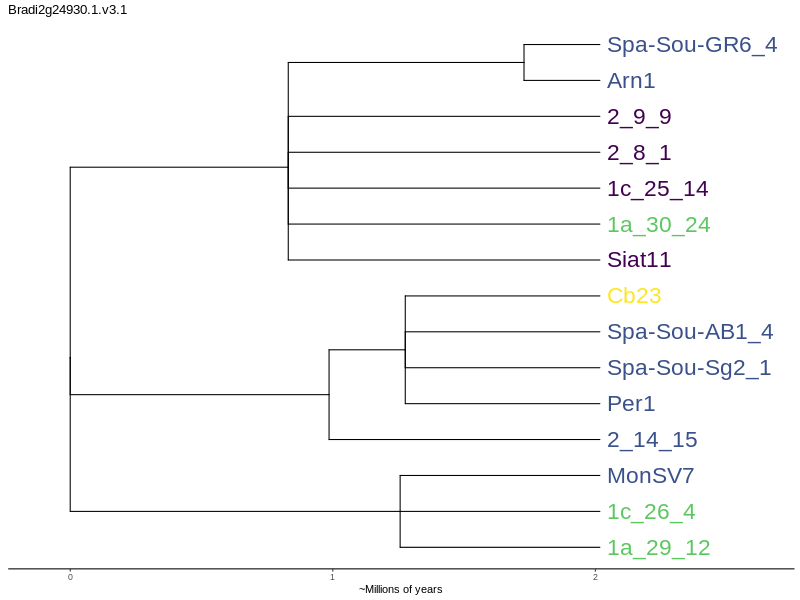 Bradi2g24930.1.v3.1
Spa-Sou-GR6_4
Arn1
2_9_9
2_8_1
1c_25_14
1a_30_24
Siat11
Cb23
Spa-Sou-AB1_4
Spa-Sou-Sg2_1
Per1
2_14_15
MonSV7
1c_26_4
1a_29_12
0 1 2
~Millions of years